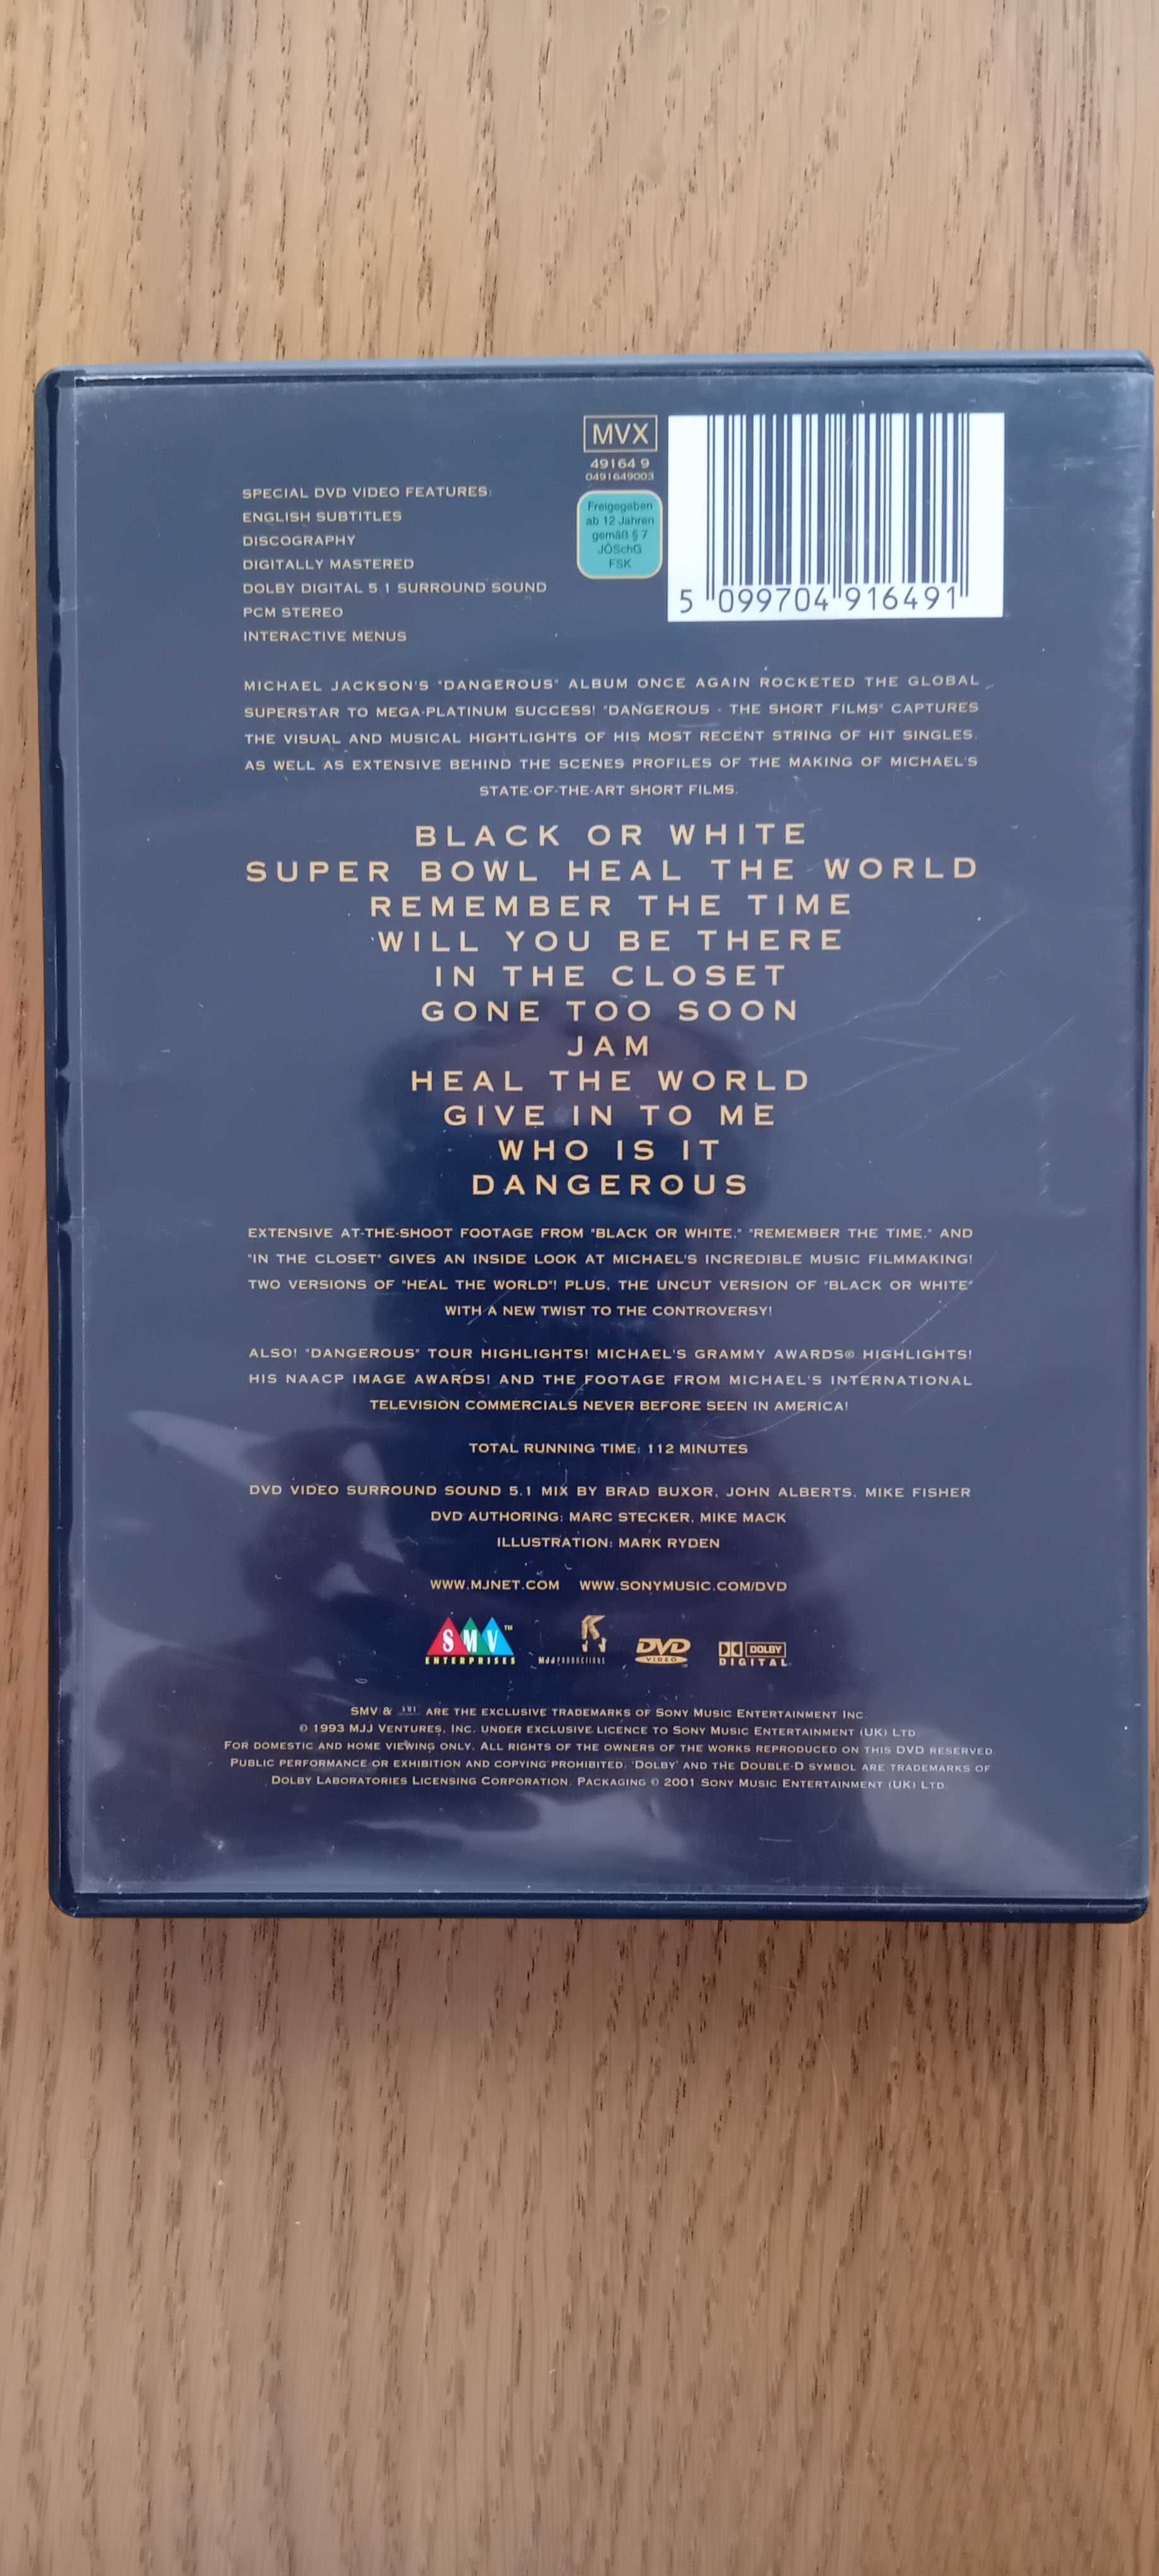 MVX
49164 9
0491649003
Freigegeben
ab 12 Jahren
gemäß § 7
JÖSchG
FSK
5 099704 916491
SPECIAL DVD VIDEO FEATURES:
ENGLISH SUBTITLES
DISCOGRAPHY
DIGITALLY MASTERED
DOLBY DIGITAL 5.1 SURROUND SOUND
PCM STEREO
INTERACTIVE MENUS
MICHAEL JACKSON'S "DANGEROUS" ALBUM ONCE AGAIN ROCKETED THE GLOBAL
SUPERSTAR TO MEGA-PLATINUM SUCCESS! "DANGEROUS - THE SHORT FILMS" CAPTURES
THE VISUAL AND MUSICAL HIGHTLIGHTS OF HIS MOST RECENT STRING OF HIT SINGLES.
AS WELL AS EXTENSIVE BEHIND THE SCENES PROFILES OF THE MAKING OF MICHAEL'S
STATE-OF-THE-ART SHORT FILMS.
BLACK OR WHITE
SUPER BOWL HEAL THE WORLD
REMEMBER THE TIME
WILL YOU BE THERE
IN THE CLOSET
GONE TOO SOON
JAM
HEAL THE WORLD
GIVE IN TO ME
WHO IS IT
DANGEROUS
EXTENSIVE AT-THE-SHOOT FOOTAGE FROM "BLACK OR WHITE," "REMEMBER THE TIME," AND
"IN THE CLOSET" GIVES AN INSIDE LOOK AT MICHAEL'S INCREDIBLE MUSIC FILMMAKING!
TWO VERSIONS OF "HEAL THE WORLD"! PLUS, THE UNCUT VERSION OF "BLACK OR WHITE"
WITH A NEW TWIST TO THE CONTROVERSY!
ALSO! "DANGEROUS" TOUR HIGHLIGHTS! MICHAEL'S GRAMMY AWARDS® HIGHLIGHTS!
HIS NAACP IMAGE AWARDS! AND THE FOOTAGE FROM MICHAEL'S INTERNATIONAL
TELEVISION COMMERCIALS NEVER BEFORE SEEN IN AMERICA!
TOTAL RUNNING TIME: 112 MINUTES
DVD VIDEO SURROUND SOUND 5.1 MIX BY BRAD BUXOR, JOHN ALBERTS, MIKE FISHER
DVD AUTHORING: MARC STECKER, MIKE MACK
ILLUSTRATION: MARK RYDEN
WWW.MJNET.COM WWW.SONYMUSIC.COM/DVD
SMV™ ENTERPRISES MJJ PRODUCTIONS DVD VIDEO DOLBY DIGITAL
SMV & ARE THE EXCLUSIVE TRADEMARKS OF SONY MUSIC ENTERTAINMENT INC.
© 1993 MJJ VENTURES, INC. UNDER EXCLUSIVE LICENCE TO SONY MUSIC ENTERTAINMENT (UK) LTD.
FOR DOMESTIC AND HOME VIEWING ONLY. ALL RIGHTS OF THE OWNERS OF THE WORKS REPRODUCED ON THIS DVD RESERVED.
PUBLIC PERFORMANCE OR EXHIBITION AND COPYING PROHIBITED. 'DOLBY' AND THE DOUBLE-D SYMBOL ARE TRADEMARKS OF
DOLBY LABORATORIES LICENSING CORPORATION. PACKAGING © 2001 SONY MUSIC ENTERTAINMENT (UK) LTD.